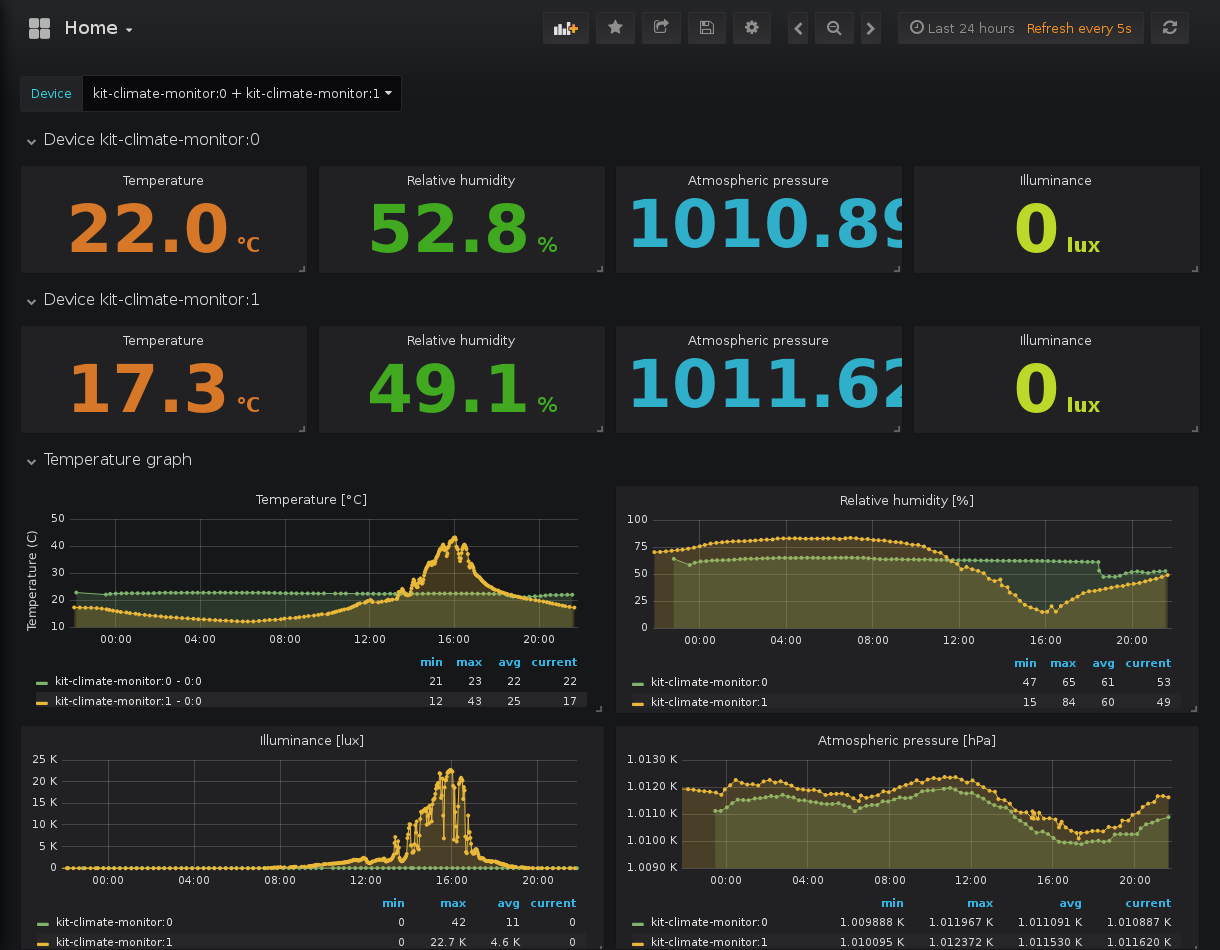 Home
Last 24 hours Refresh every 5s
Device kit-climate-monitor:0 + kit-climate-monitor:1
Device kit-climate-monitor:0
Temperature Relative humidity Atmospheric pressure Illuminance
22.0 °C 52.8 % 1010.89 0 lux
Device kit-climate-monitor:1
Temperature Relative humidity Atmospheric pressure Illuminance
17.3 °C 49.1 % 1011.62 0 lux
Temperature graph
Temperature [°C]
Temperature (C)
50
40
30
20
10
00:00 04:00 08:00 12:00 16:00 20:00
min max avg current
kit-climate-monitor:0 - 0:0 21 23 22 22
kit-climate-monitor:1 - 0:0 12 43 25 17
Relative humidity [%]
100
75
50
25
0
00:00 04:00 08:00 12:00 16:00 20:00
min max avg current
kit-climate-monitor:0 47 65 61 53
kit-climate-monitor:1 15 84 60 49
Illuminance [lux]
25 K
20 K
15 K
10 K
5 K
0
00:00 04:00 08:00 12:00 16:00 20:00
min max avg current
kit-climate-monitor:0 0 42 11 0
kit-climate-monitor:1 0 22.7 K 4.6 K 0
Atmospheric pressure [hPa]
1.0130 K
1.0120 K
1.0110 K
1.0100 K
1.0090 K
00:00 04:00 08:00 12:00 16:00 20:00
min max avg current
kit-climate-monitor:0 1.009888 K 1.011967 K 1.011091 K 1.010887 K
kit-climate-monitor:1 1.010095 K 1.012372 K 1.011530 K 1.011620 K